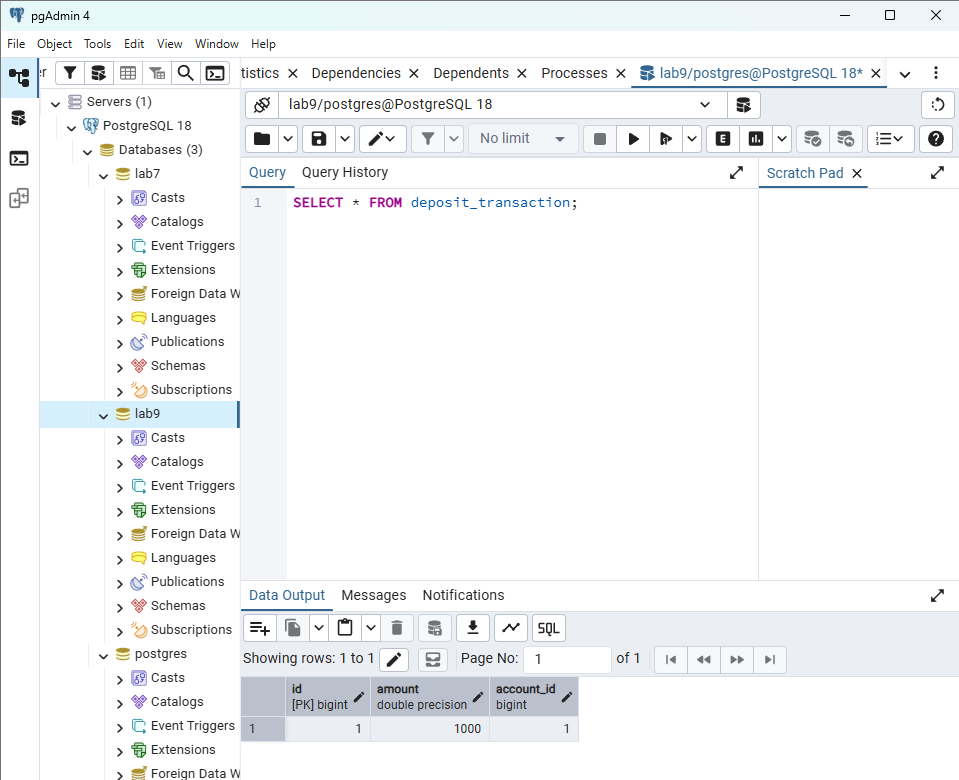 pgAdmin 4
File Object Tools Edit View Window Help
er
tistics Dependencies Dependents Processes lab9/postgres@PostgreSQL 18*
Servers (1)
PostgreSQL 18
Databases (3)
lab7
Casts
Catalogs
Event Triggers
Extensions
Foreign Data W
Languages
Publications
Schemas
Subscriptions
lab9
Casts
Catalogs
Event Triggers
Extensions
Foreign Data W
Languages
Publications
Schemas
Subscriptions
postgres
Casts
Catalogs
Event Triggers
Extensions
Foreign Data W
lab9/postgres@PostgreSQL 18
No limit E
Query Query History Scratch Pad
1 SELECT * FROM deposit_transaction;
Data Output Messages Notifications
SQL
Showing rows: 1 to 1 Page No: 1 of 1
id amount account_id
[PK] bigint double precision bigint
1 1 1000 1